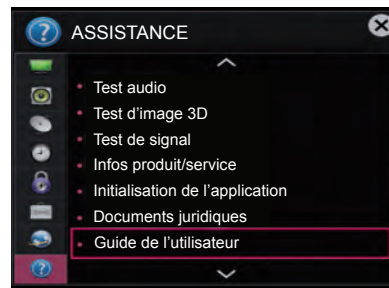 ASSISTANCE
Test audio
Test d'image 3D
Test de signal
Infos produit/service
Initialisation de l'application
Documents juridiques
Guide de l'utilisateur